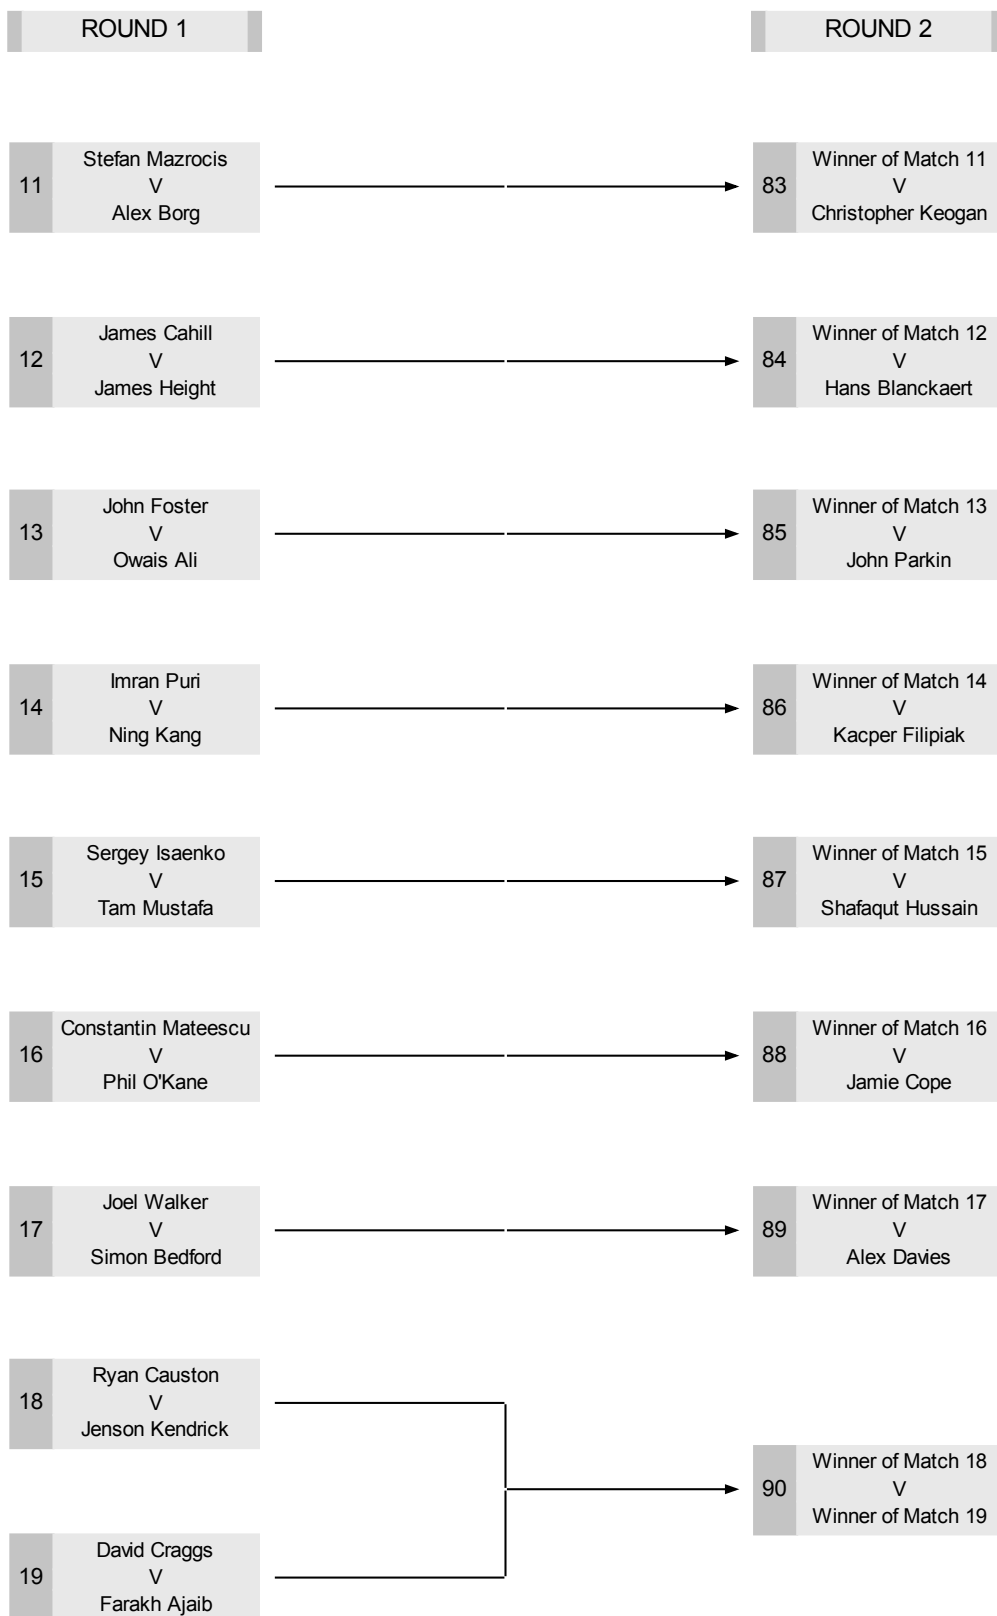 ROUND 1
ROUND 2
11
Stefan Mazrocis
V
Alex Borg
83
Winner of Match 11
V
Christopher Keogan
12
James Cahill
V
James Height
84
Winner of Match 12
V
Hans Blanckaert
13
John Foster
V
Owais Ali
85
Winner of Match 13
V
John Parkin
14
Imran Puri
V
Ning Kang
86
Winner of Match 14
V
Kacper Filipiak
15
Sergey Isaenko
V
Tam Mustafa
87
Winner of Match 15
V
Shafaqut Hussain
16
Constantin Mateescu
V
Phil O'Kane
88
Winner of Match 16
V
Jamie Cope
17
Joel Walker
V
Simon Bedford
89
Winner of Match 17
V
Alex Davies
18
Ryan Causton
V
Jenson Kendrick
90
Winner of Match 18
V
Winner of Match 19
19
David Craggs
V
Farakh Ajaib